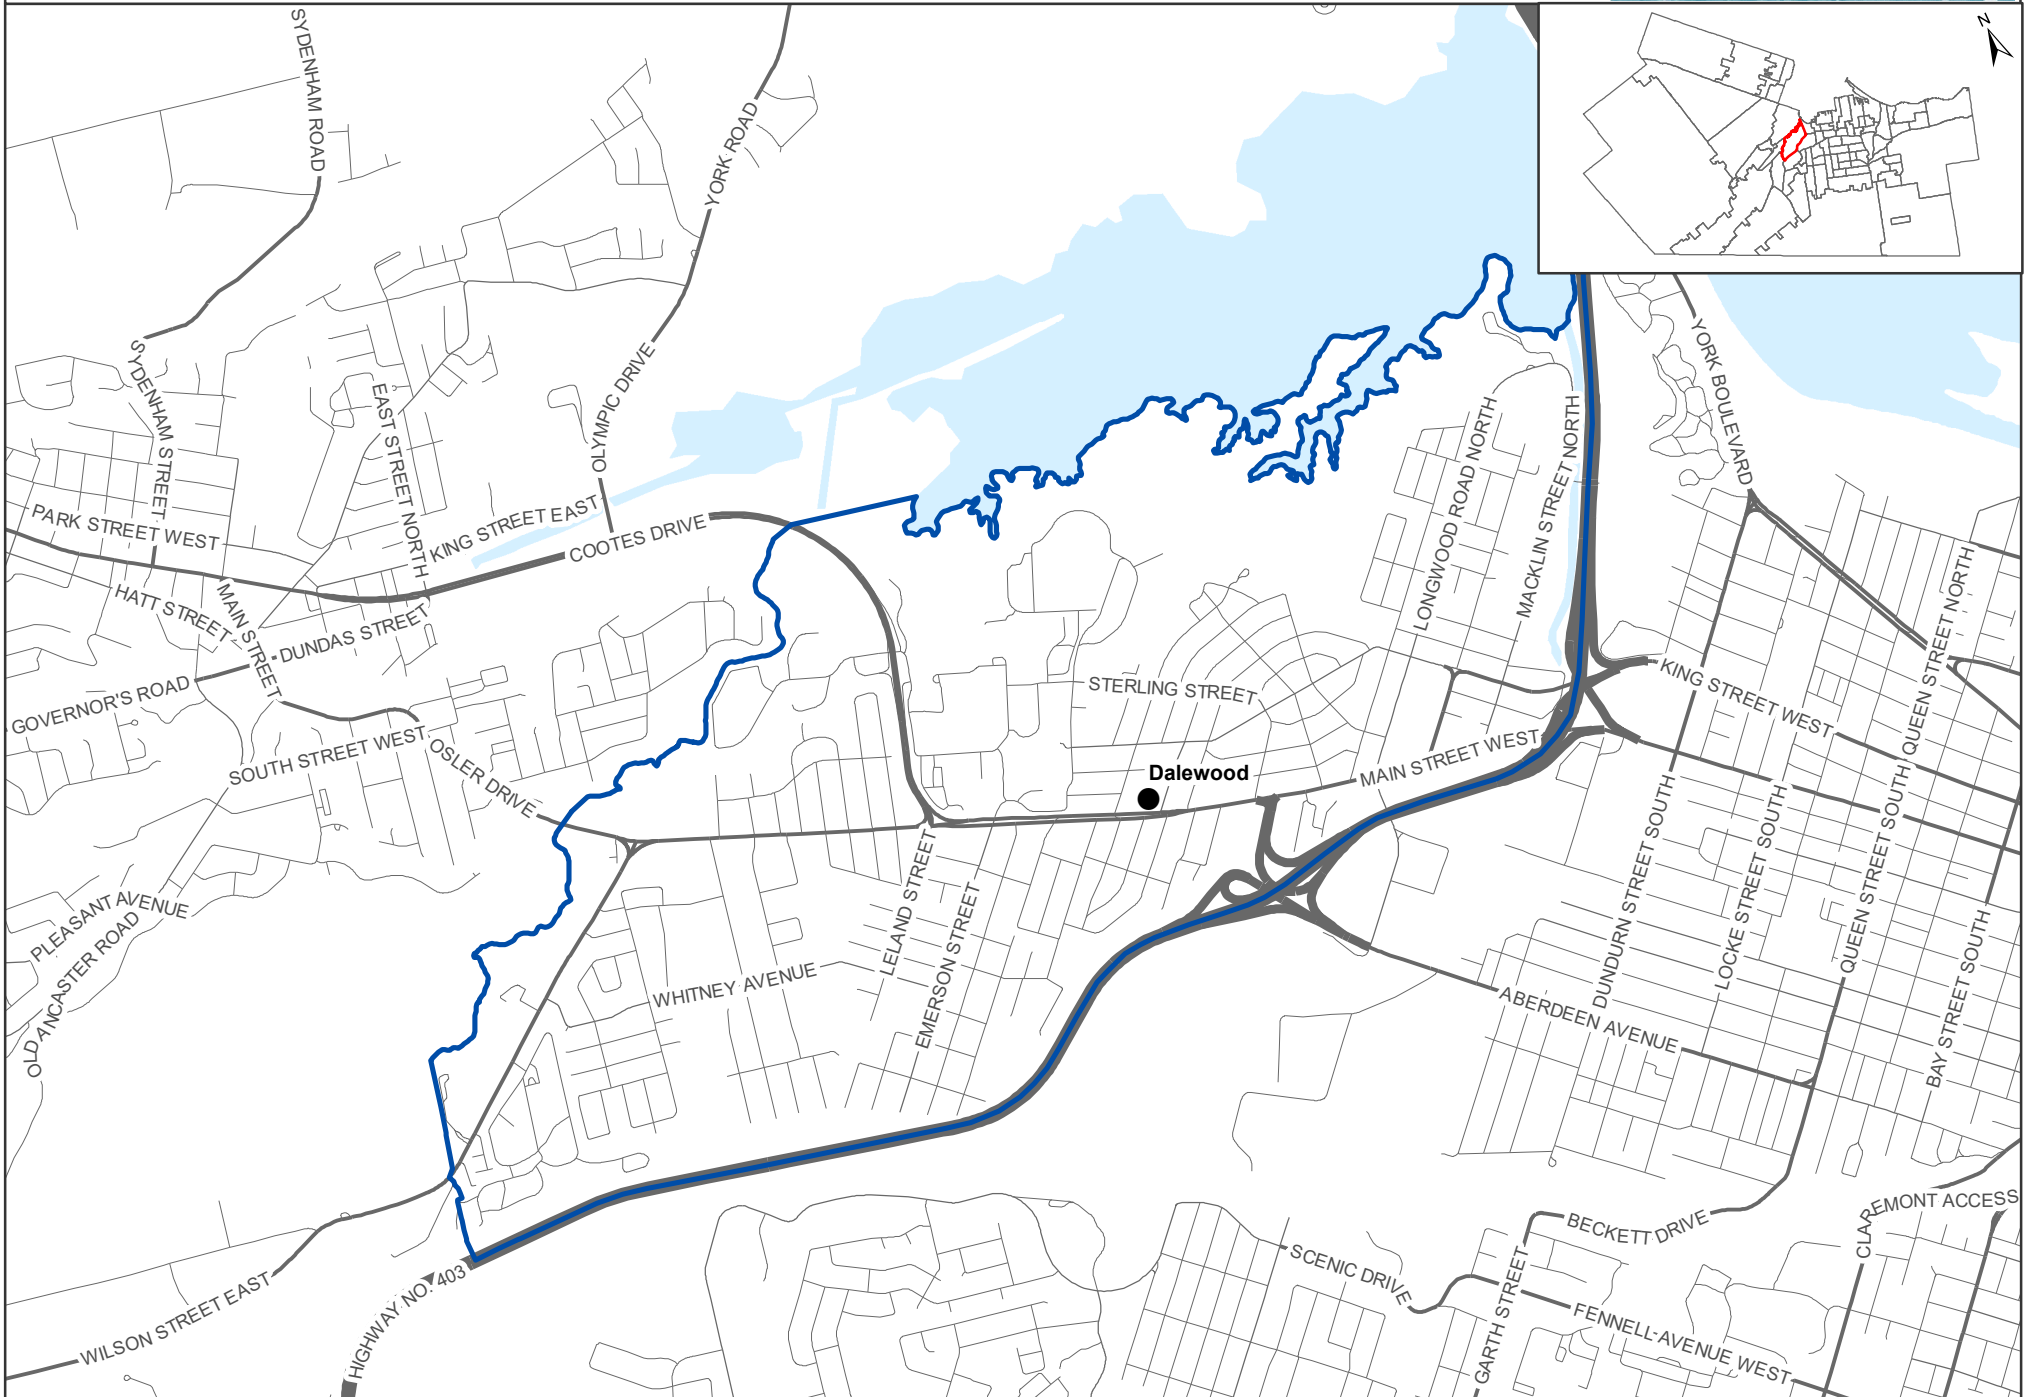 N
SYDENHAM ROAD
YORK ROAD
YORK BOULEVARD
SYDENHAM STREET
EAST STREET NORTH
OLYMPIC DRIVE
LONGWOOD ROAD NORTH
MACKLIN STREET NORTH
PARK STREET WEST
KING STREET EAST
COOTES DRIVE
HATT STREET
MAIN STREET
DUNDAS STREET
GOVERNOR'S ROAD
SOUTH STREET WEST
OSLER DRIVE
STERLING STREET
KING STREET WEST
QUEEN STREET NORTH
MAIN STREET WEST
Dalewood
PLEASANT AVENUE
OLD ANCASTER ROAD
LELAND STREET
EMERSON STREET
WHITNEY AVENUE
DUNDURN STREET SOUTH
LOCKE STREET SOUTH
QUEEN STREET SOUTH
BAY STREET SOUTH
ABERDEEN AVENUE
BECKETT DRIVE
CLAREMONT ACCESS
SCENIC DRIVE
GARTH STREET
FENNELL AVENUE WEST
WILSON STREET EAST
HIGHWAY NO. 403